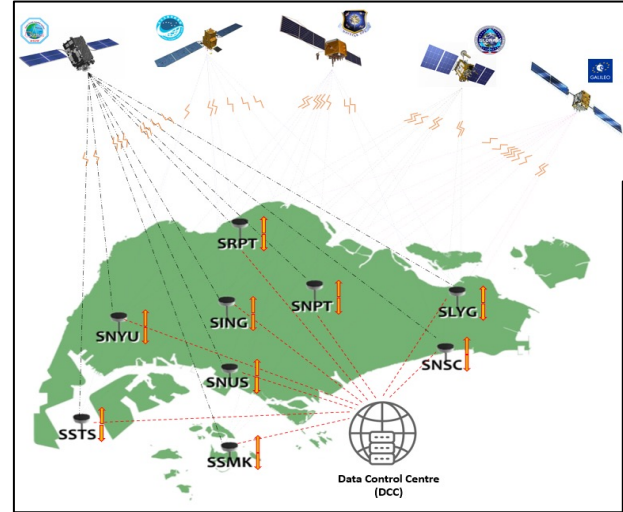 GALILEO
SRPT
SNPT
SLYG
SING
SNYU
SNSC
SNUS
SSTS
SSMK
Data Control Centre
(DCC)